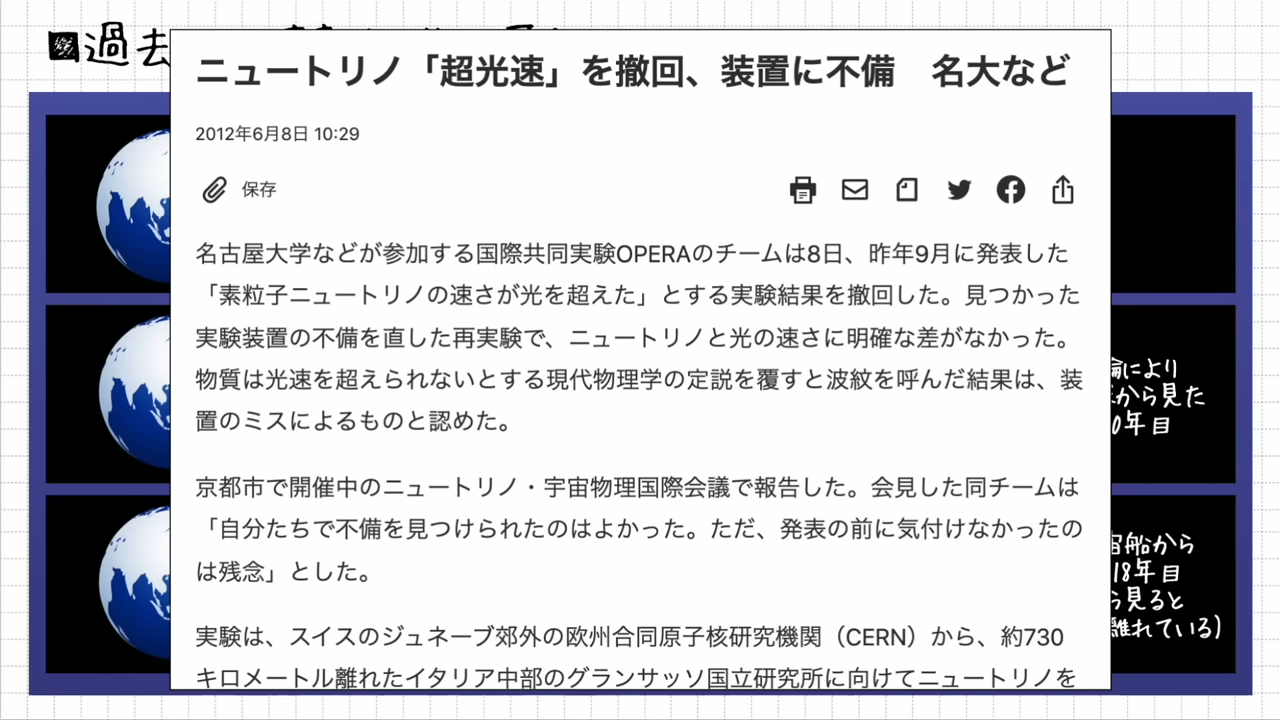 ■過去
ニュートリノ「超光速」を撤回、装置に不備　名大など
2012年6月8日 10:29
保存
名古屋大学などが参加する国際共同実験OPERAのチームは8日、昨年9月に発表した
「素粒子ニュートリノの速さが光を超えた」とする実験結果を撤回した。見つかった
実験装置の不備を直した再実験で、ニュートリノと光の速さに明確な差がなかった。
物質は光速を超えられないとする現代物理学の定説を覆すと波紋を呼んだ結果は、装
置のミスによるものと認めた。
京都市で開催中のニュートリノ・宇宙物理国際会議で報告した。会見した同チームは
「自分たちで不備を見つけられたのはよかった。ただ、発表の前に気付けなかったの
は残念」とした。
実験は、スイスのジュネーブ郊外の欧州合同原子核研究機関（CERN）から、約730
キロメートル離れたイタリア中部のグランサッソ国立研究所に向けてニュートリノを
により
から見た
0年目
船から
18年目
見ると
離れている)